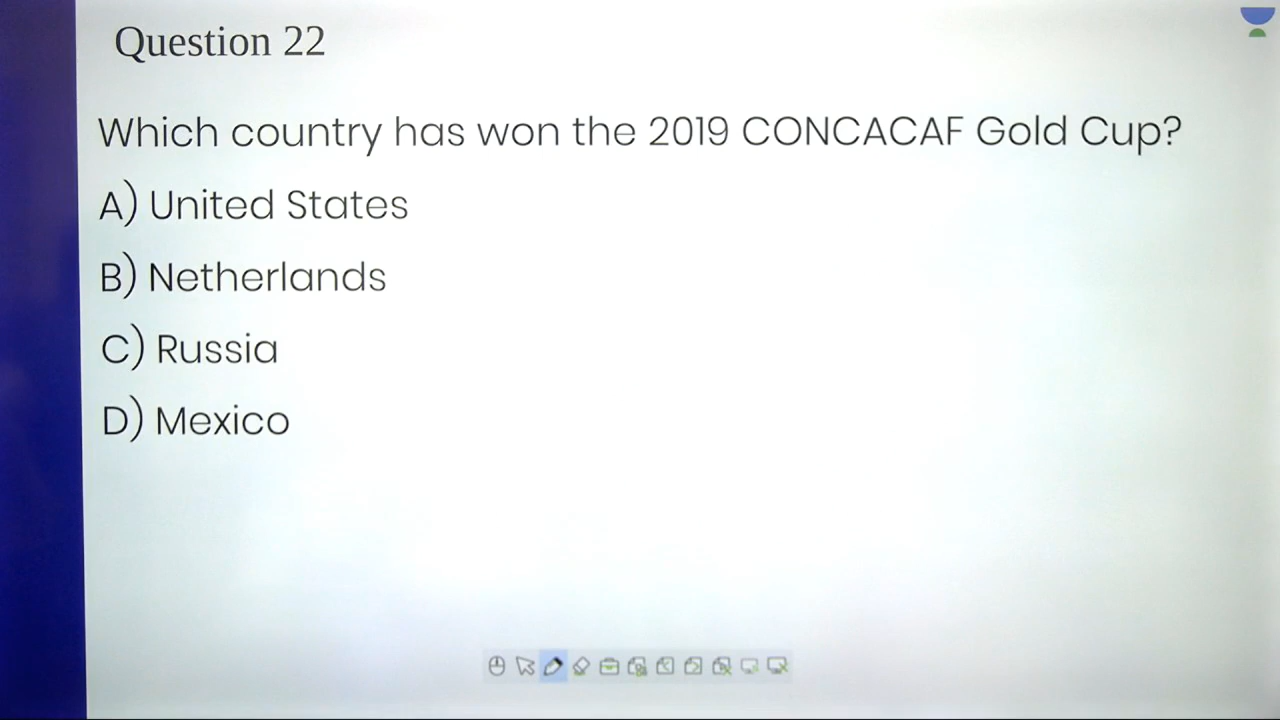 Question 22
Which country has won the 2019 CONCACAF Gold Cup?
A) United States
B) Netherlands
C) Russia
D) Mexico